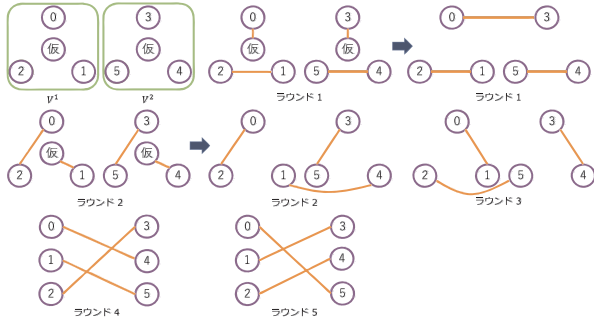 0 3 0 3 0 3
仮 仮 仮 仮
2 1 5 4 2 1 5 4 2 1 5 4
V¹ V² ラウンド 1 ラウンド 1
0 3 0 3 0 3
仮 仮
2 1 5 4 2 1 5 4 2 1 5 4
ラウンド 2 ラウンド 2 ラウンド 3
0 3 0 3
1 4 1 4
2 5 2 5
ラウンド 4 ラウンド 5